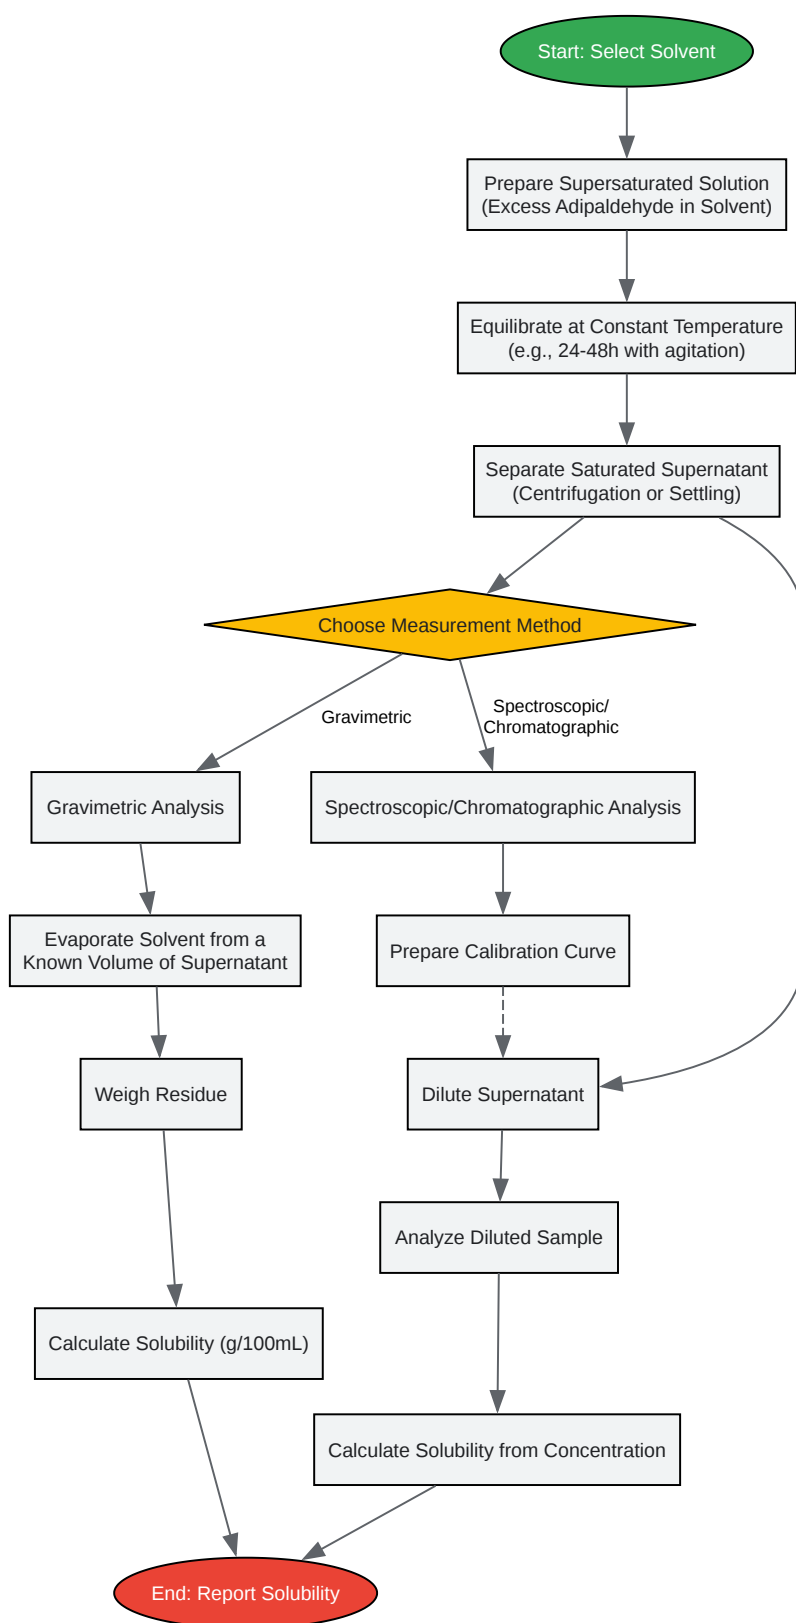 Start: Select Solvent
Prepare Supersaturated Solution
(Excess Adipaldehyde in Solvent)
Equilibrate at Constant Temperature
(e.g., 24-48h with agitation)
Separate Saturated Supernatant
(Centrifugation or Settling)
Choose Measurement Method
Gravimetric
Spectroscopic/
Chromatographic
Gravimetric Analysis
Spectroscopic/Chromatographic Analysis
Evaporate Solvent from a
Known Volume of Supernatant
Prepare Calibration Curve
Weigh Residue
Dilute Supernatant
Analyze Diluted Sample
Calculate Solubility (g/100mL)
Calculate Solubility from Concentration
End: Report Solubility